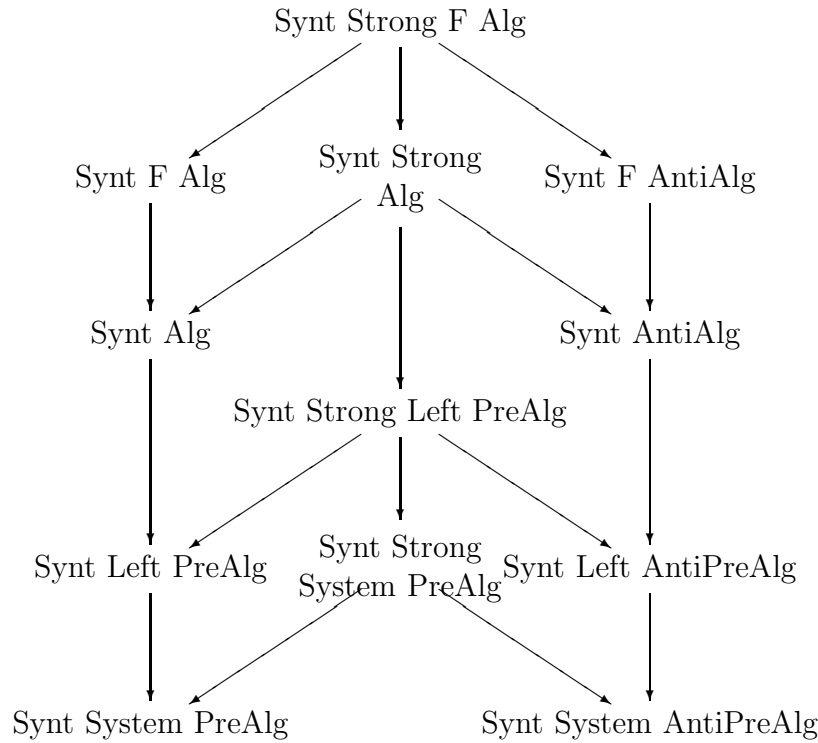 Synt Strong F Alg
Synt F Alg
Synt Strong
Alg
Synt F AntiAlg
Synt Alg
Synt AntiAlg
Synt Strong Left PreAlg
Synt Left PreAlg
Synt Strong
System PreAlg
Synt Left AntiPreAlg
Synt System PreAlg
Synt System AntiPreAlg